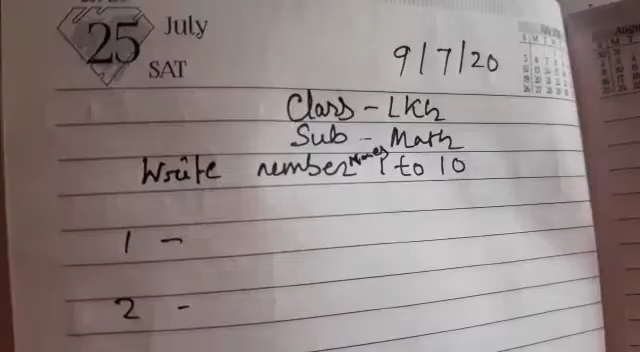 25 July
SAT
9/7/20
Class - LKG
Sub - Math
Write number Names 1 to 10
1 -
2 -